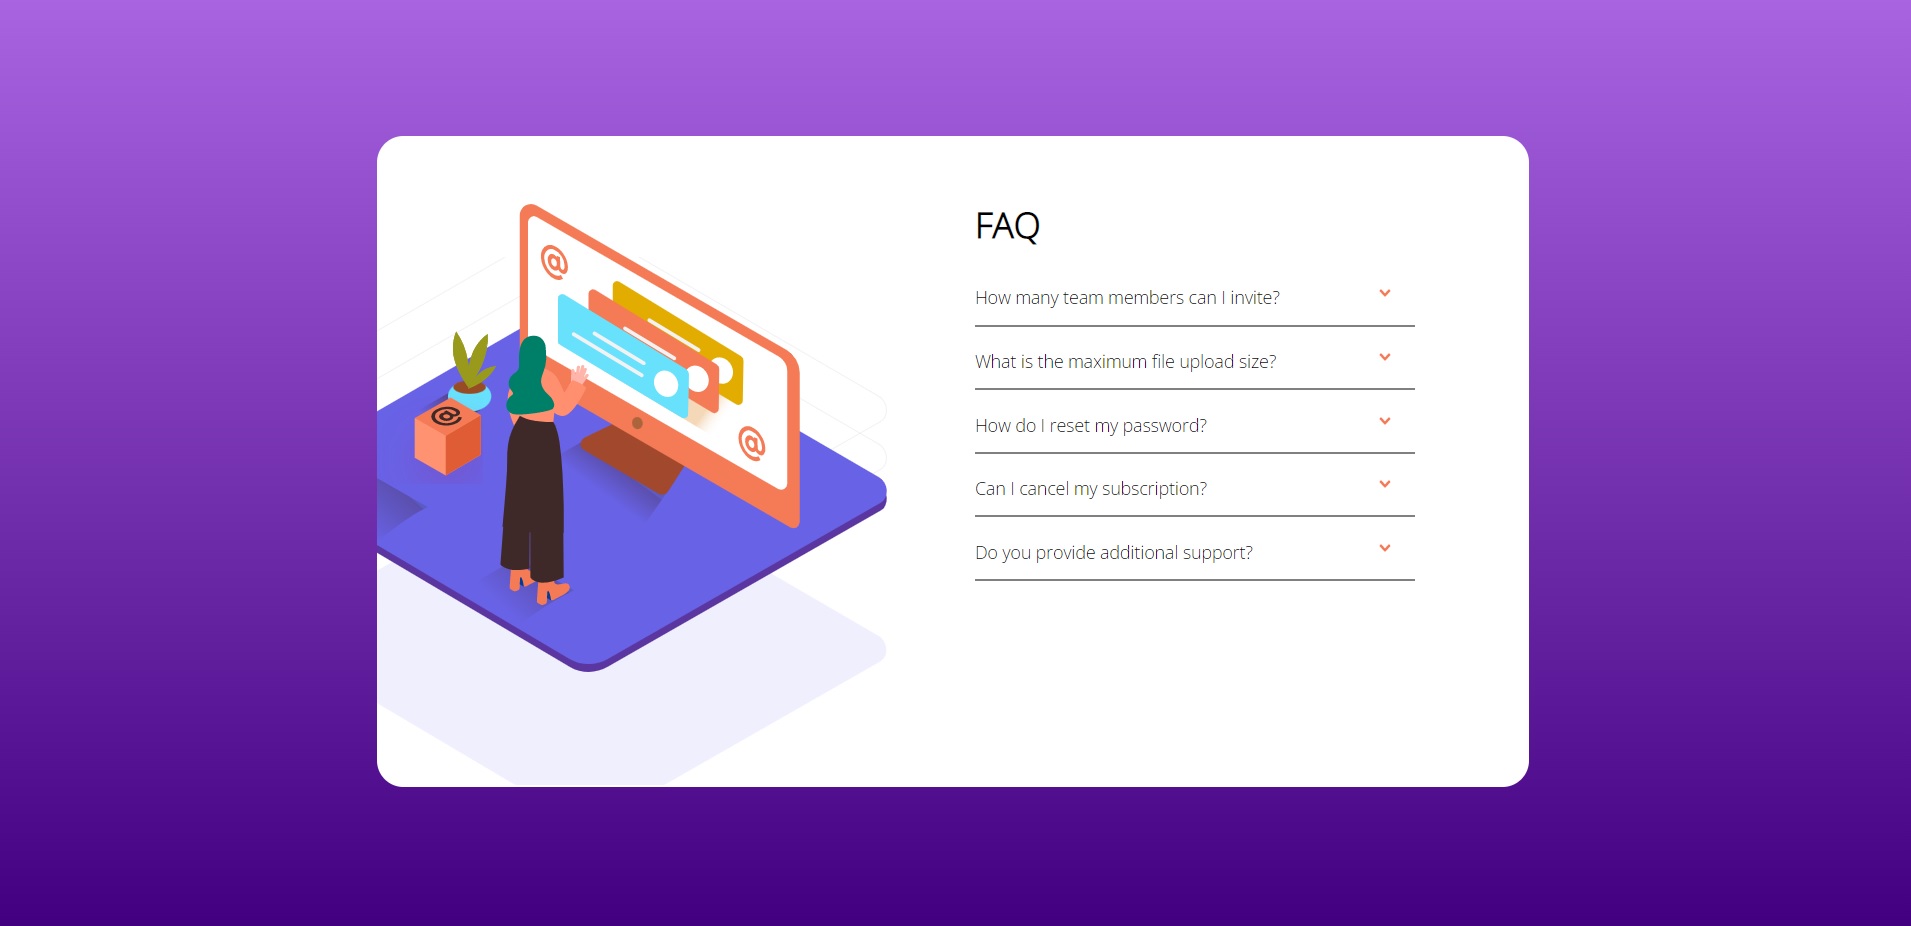 FAQ
How many team members can I invite?
What is the maximum file upload size?
How do I reset my password?
Can I cancel my subscription?
Do you provide additional support?
@
@
@